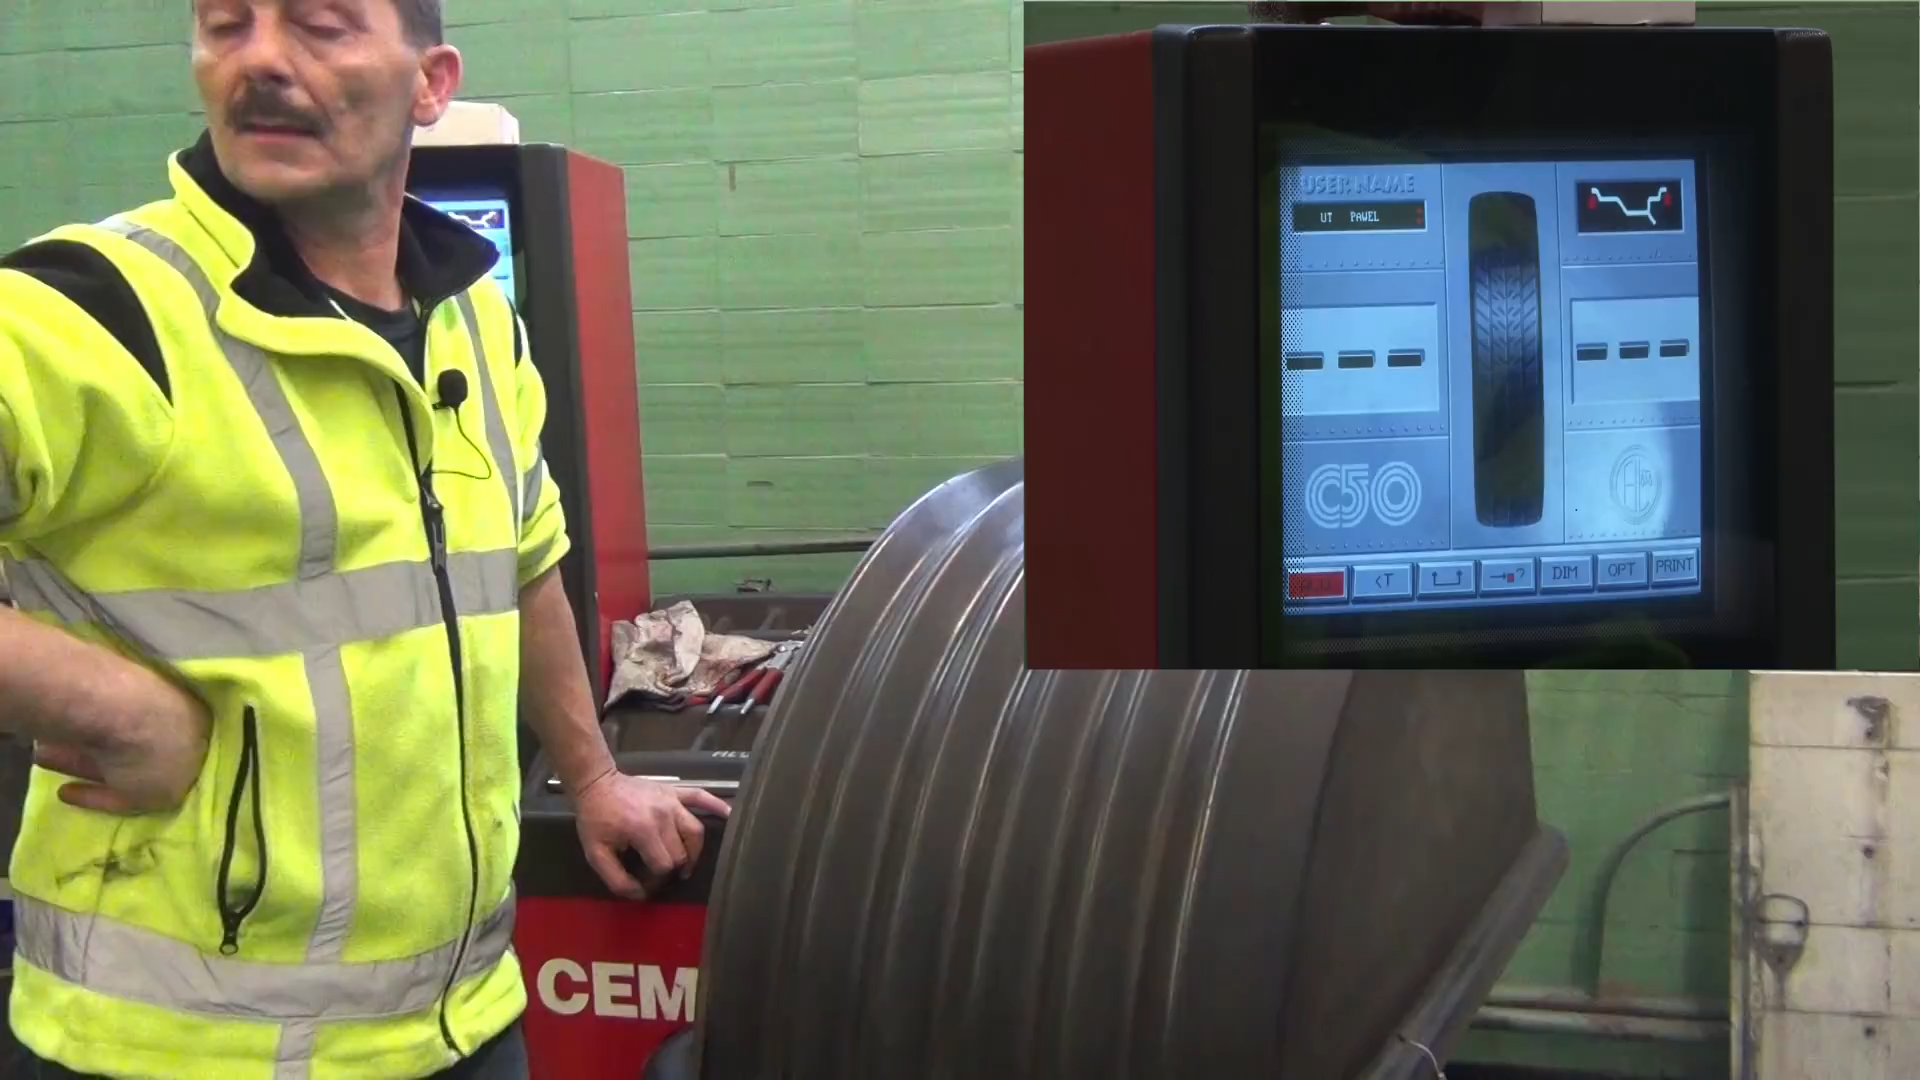 USER NAME
UT PAWEL
C50
<T
?
DIM
OPT
PRINT
CEM